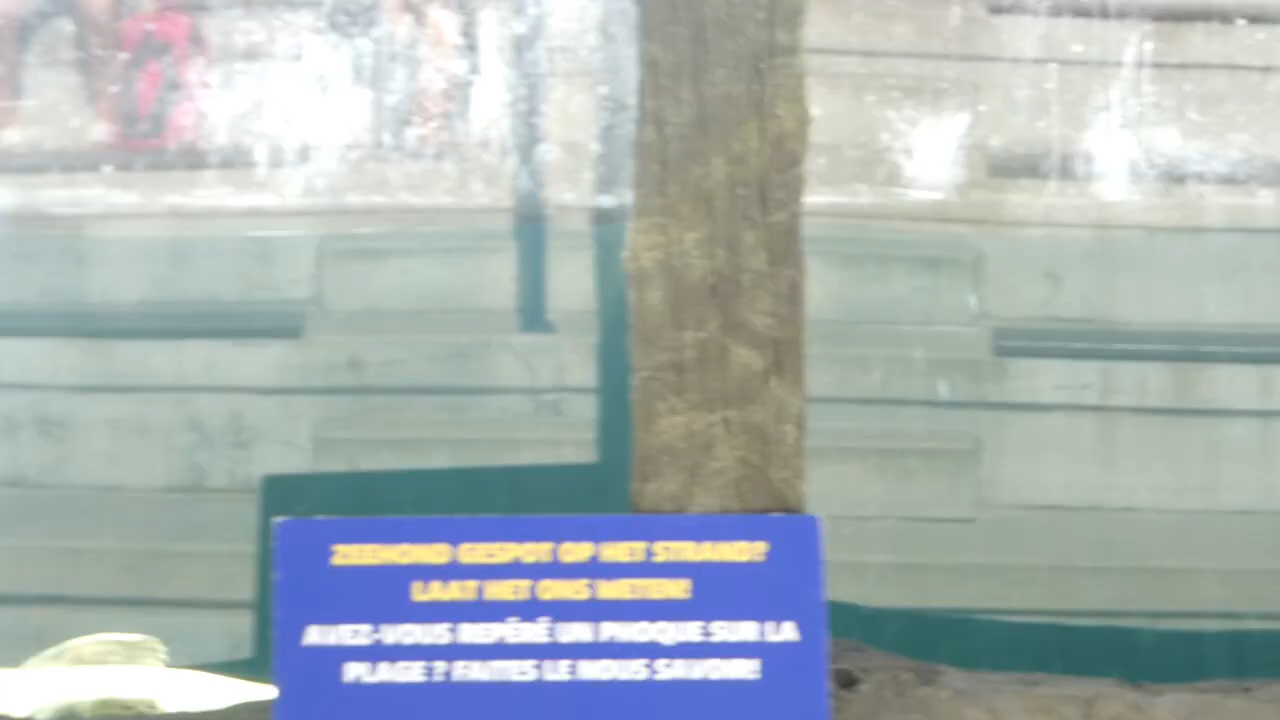 ZEEHOND GESPOT OP HET STRAND?
LAAT HET ONS WETEN!
AVEZ-VOUS REPÉRÉ UN PHOQUE SUR LA
PLAGE ? FAITES LE NOUS SAVOIR!